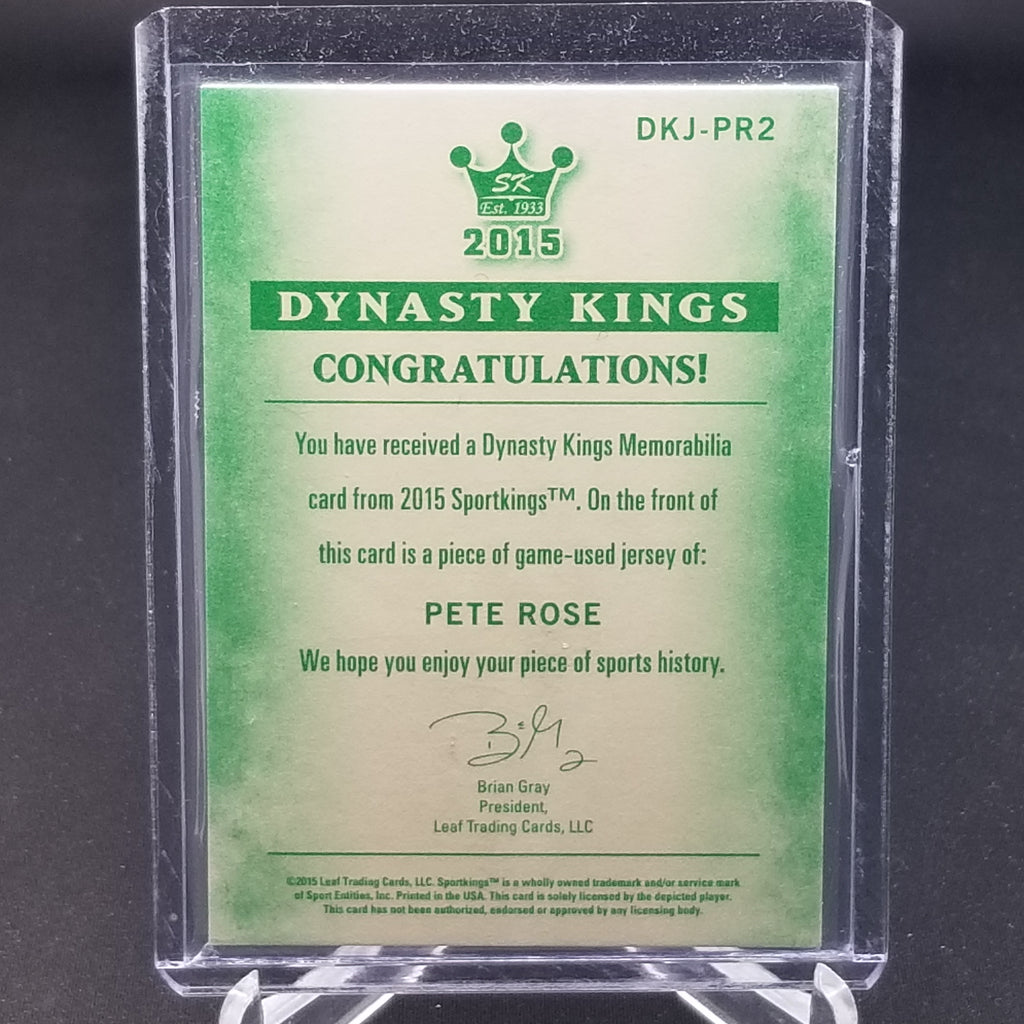 DKJ-PR2
SK
Est. 1933
2015
DYNASTY KINGS
CONGRATULATIONS!
You have received a Dynasty Kings Memorabilia
card from 2015 Sportkings™. On the front of
this card is a piece of game-used jersey of:
PETE ROSE
We hope you enjoy your piece of sports history.
Brian Gray
President,
Leaf Trading Cards, LLC
©2015 Leaf Trading Cards, LLC. Sportkings™ is a wholly owned trademark and/or service mark
of Sport Entities, Inc. Printed in the USA. This card is solely licensed by the depicted player.
This card has not been authorized, endorsed or approved by any licensing body.